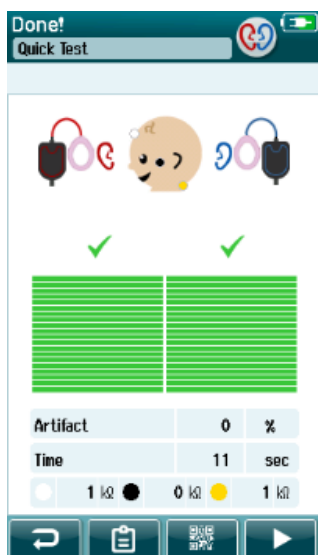 Done!
Quick Test
Artifact 0 %
Time 11 sec
1 kΩ 0 kΩ 1 kΩ